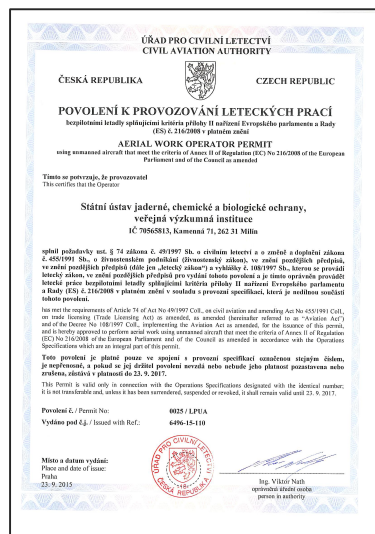 ÚŘAD PRO CIVILNÍ LETECTVÍ
CIVIL AVIATION AUTHORITY
ČESKÁ REPUBLIKA
CZECH REPUBLIC
POVOLENÍ K PROVOZOVÁNÍ LETECKÝCH PRACÍ
bezpilotními letadly splňujícími kritéria přílohy II nařízení Evropského parlamentu a Rady
(ES) č. 216/2008 v platném znění
AERIAL WORK OPERATOR PERMIT
using unmanned aircraft that meet the criteria of Annex II of Regulation (EC) No 216/2008 of the European
Parliament and of the Council as amended
Tímto se potvrzuje, že provozovatel
This certifies that the Operator
Státní ústav jaderné, chemické a biologické ochrany,
veřejná výzkumná instituce
IČ 70565813, Kamenná 71, 262 31 Milín
splnil požadavky ust. § 74 zákona č. 49/1997 Sb. o civilním letectví a o změně a doplnění zákona
č. 455/1991 Sb., o živnostenském podnikání (živnostenský zákon), ve znění pozdějších předpisů,
ve znění pozdějších předpisů (dále jen „letecký zákon“) a vyhlášky č. 108/1997 Sb., kterou se provádí
letecký zákon, ve znění pozdějších předpisů pro vydání tohoto povolení a je tímto oprávněn provádět
letecké práce bezpilotními letadly splňujícími kritéria přílohy II nařízení Evropského parlamentu
a Rady (ES) č. 216/2008 v platném znění v souladu s provozní specifikací, která je nedílnou součástí
tohoto povolení.
has met the requirements of Article 74 of Act No 49/1997 Coll., on civil aviation and amending Act No 455/1991 Coll.,
on trade licensing (Trade Licensing Act) as amended, as amended (hereinafter referred to as "Aviation Act")
and of the Decree No 108/1997 Coll., implementing the Aviation Act as amended, for the issuance of this permit,
and is hereby approved to perform aerial work using unmanned aircraft that meet the criteria of Annex II of Regulation
(EC) No 216/2008 of the European Parliament and of the Council as amended in accordance with the Operations
Specifications which are an integral part of this permit.
Toto povolení je platné pouze ve spojení s provozní specifikací označenou stejným číslem,
je nepřenosné, a pokud se jej držitel povolení nevzdá nebo nebude jeho platnost pozastavena nebo
zrušena, zůstává v platnosti do 23. 9. 2017.
This Permit is valid only in connection with the Operations Specifications designated with the identical number;
it is not transferable and, unless it has been surrendered, suspended or revoked, it shall remain valid until 23. 9. 2017.
Povolení č. / Permit No: 0025 / LPUA
Vydáno pod č.j. / Issued with Ref.: 6496-15-110
Místo a datum vydání:
Place and date of issue:
Praha
23. 9. 2015
ÚŘAD PRO CIVILNÍ LETECTVÍ
ČESKÁ REPUBLIKA
Ing. Viktor Nath
oprávněná úřední osoba
person in authority